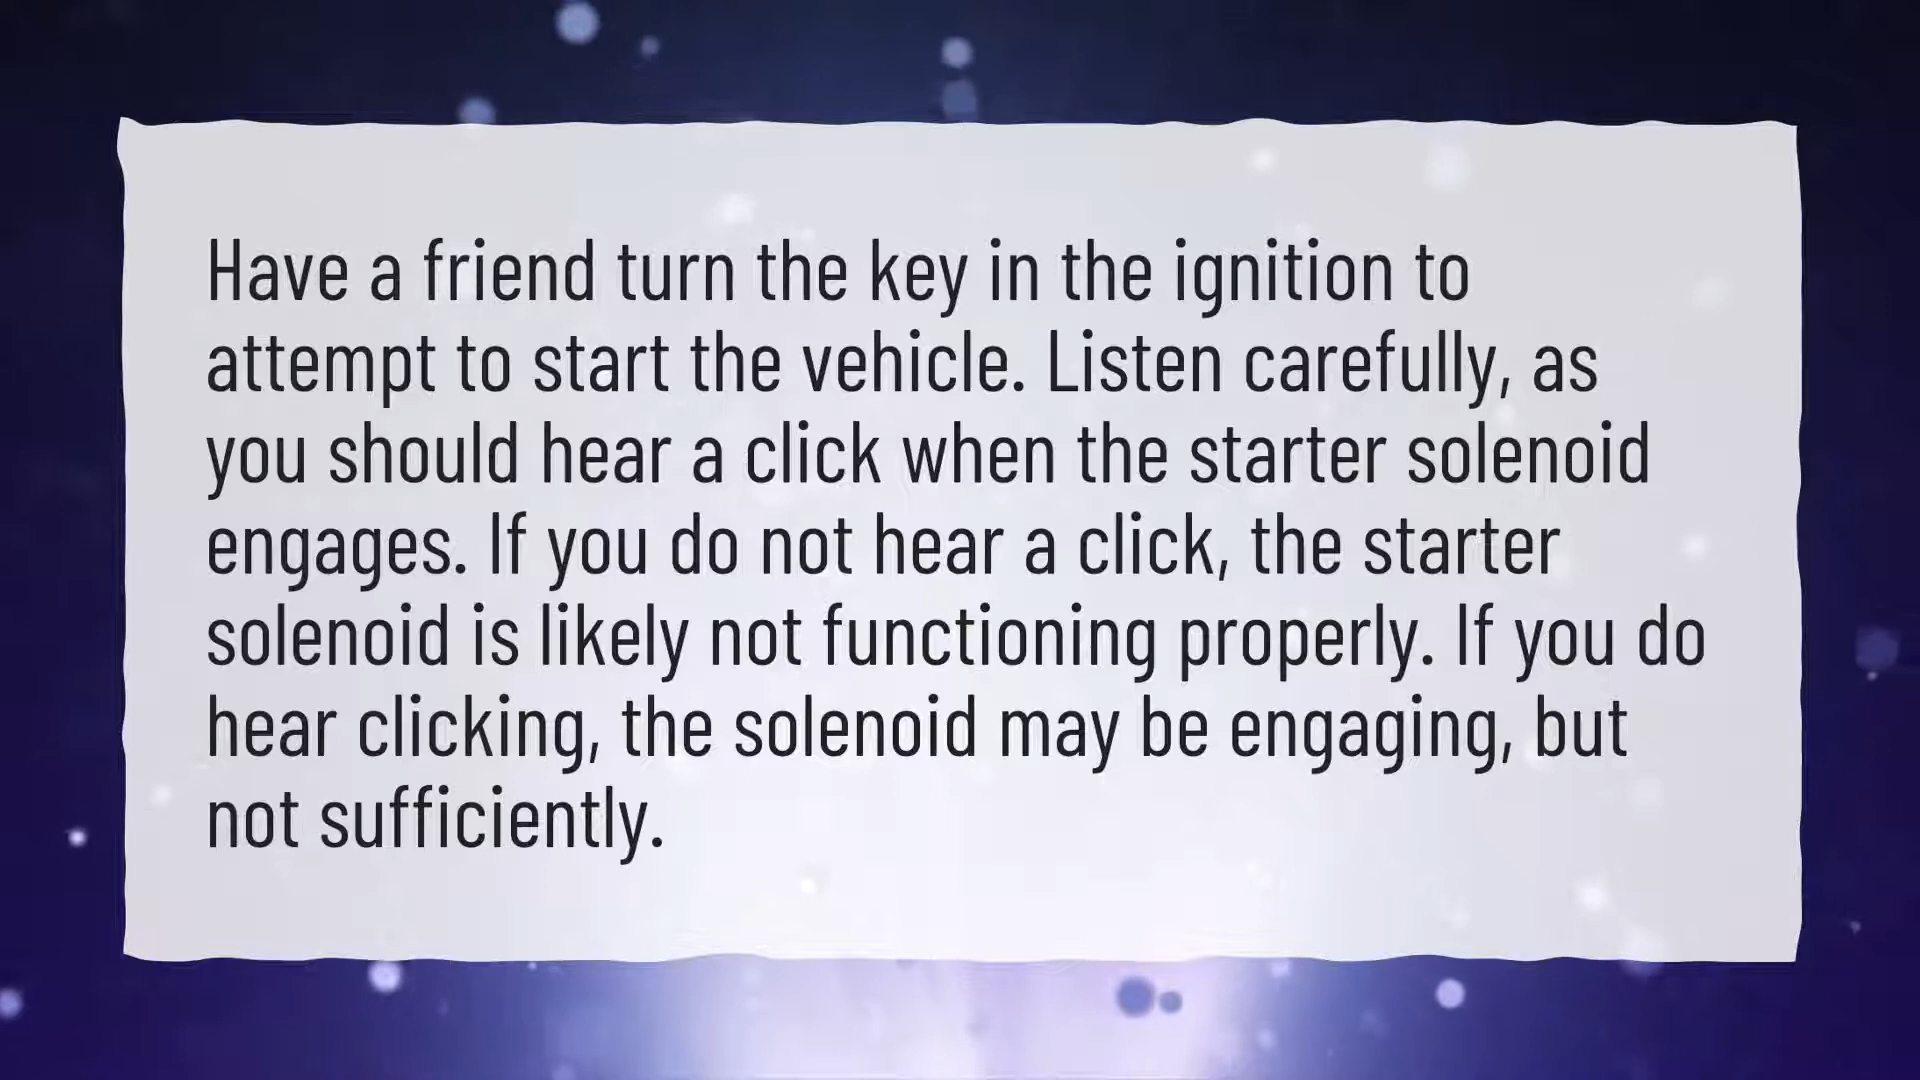 Have a friend turn the key in the ignition to
attempt to start the vehicle. Listen carefully, as
you should hear a click when the starter solenoid
engages. If you do not hear a click, the starter
solenoid is likely not functioning properly. If you do
hear clicking, the solenoid may be engaging, but
not sufficiently.